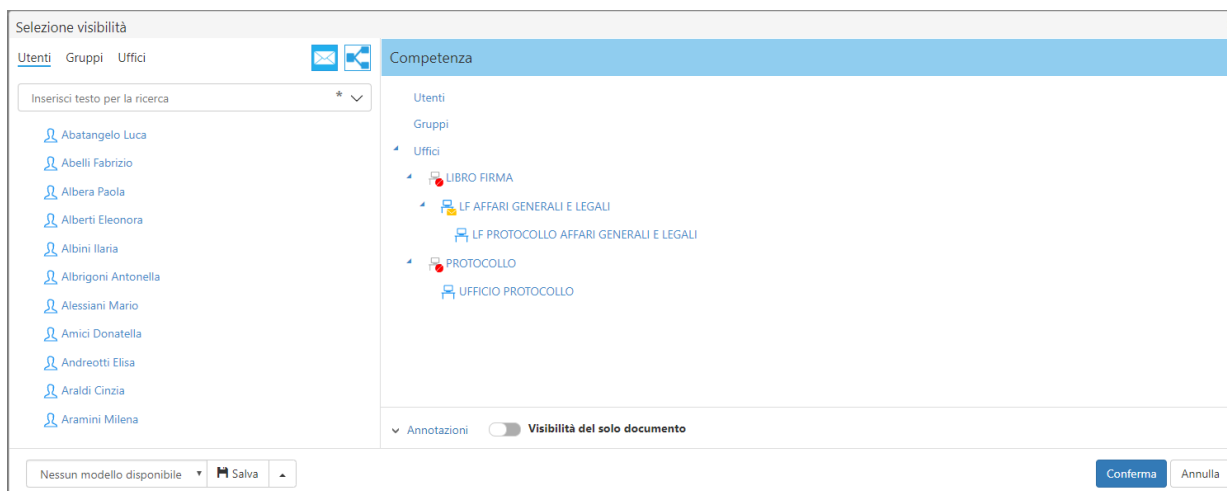 Selezione visibilità
Utenti Gruppi Uffici
Inserisci testo per la ricerca *
Abatangelo Luca
Abelli Fabrizio
Albera Paola
Alberti Eleonora
Albini Ilaria
Albrigoni Antonella
Alessiani Mario
Amici Donatella
Andreotti Elisa
Araldi Cinzia
Aramini Milena
Competenza
Utenti
Gruppi
Uffici
LIBRO FIRMA
LF AFFARI GENERALI E LEGALI
LF PROTOCOLLO AFFARI GENERALI E LEGALI
PROTOCOLLO
UFFICIO PROTOCOLLO
Annotazioni Visibilità del solo documento
Nessun modello disponibile Salva
Conferma Annulla